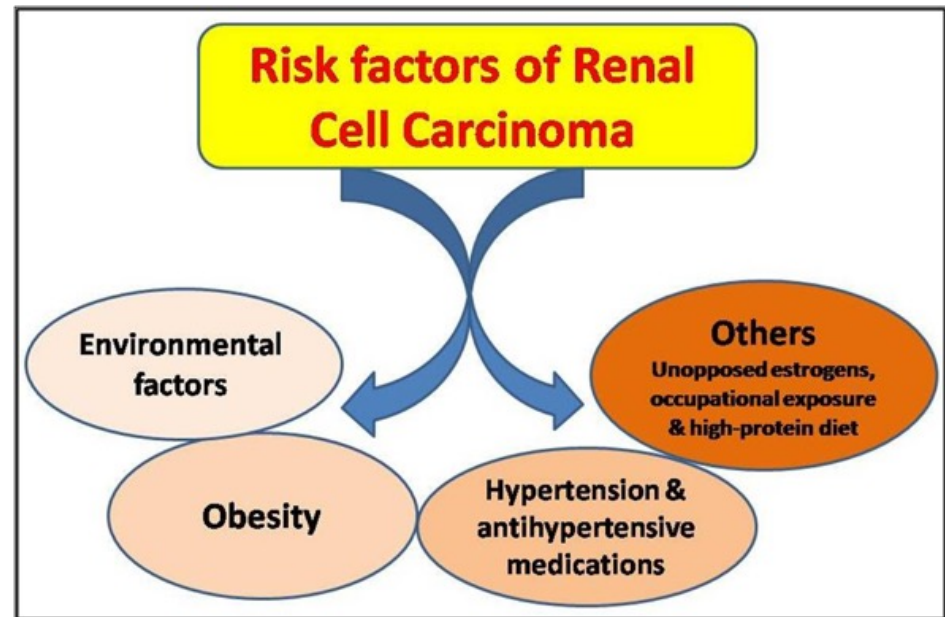 Risk factors of Renal
Cell Carcinoma
Environmental
factors
Obesity
Hypertension &
antihypertensive
medications
Others
Unopposed estrogens,
occupational exposure
& high-protein diet